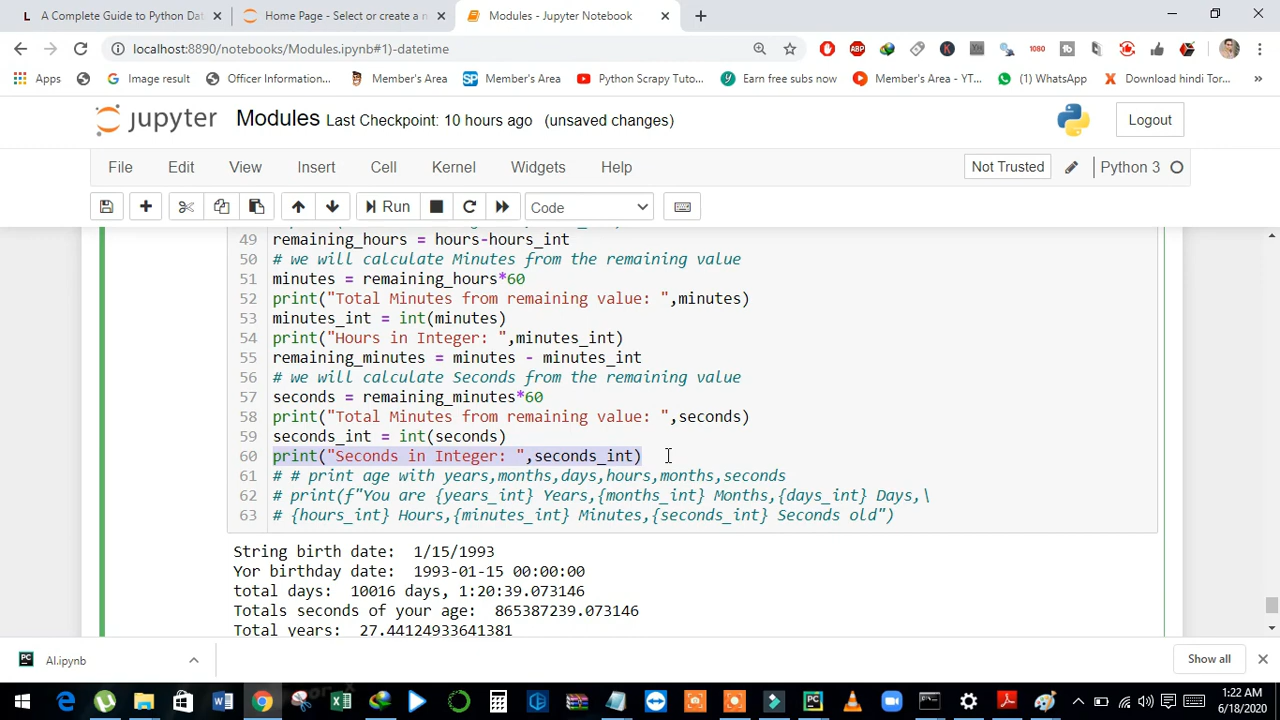 A Complete Guide to Python Dat
Home Page - Select or create a n
Modules - Jupyter Notebook
localhost:8890/notebooks/Modules.ipynb#1)-datetime
Apps
Image result
Officer Information...
Member's Area
Member's Area
Python Scrapy Tuto...
Earn free subs now
Member's Area - YT...
(1) WhatsApp
Download hindi Tor...
jupyter Modules Last Checkpoint: 10 hours ago (unsaved changes)
Logout
File Edit View Insert Cell Kernel Widgets Help
Not Trusted
Python 3
Run
Code
49 remaining_hours = hours-hours_int
50 # we will calculate Minutes from the remaining value
51 minutes = remaining_hours*60
52 print("Total Minutes from remaining value: ",minutes)
53 minutes_int = int(minutes)
54 print("Hours in Integer: ",minutes_int)
55 remaining_minutes = minutes - minutes_int
56 # we will calculate Seconds from the remaining value
57 seconds = remaining_minutes*60
58 print("Total Minutes from remaining value: ",seconds)
59 seconds_int = int(seconds)
60 print("Seconds in Integer: ",seconds_int)
61 # # print age with years,months,days,hours,months,seconds
62 # print(f"You are {years_int} Years,{months_int} Months,{days_int} Days,\
63 # {hours_int} Hours,{minutes_int} Minutes,{seconds_int} Seconds old")
String birth date:  1/15/1993
Yor birthday date:  1993-01-15 00:00:00
total days:  10016 days, 1:20:39.073146
Totals seconds of your age:  865387239.073146
Total years:  27.44124933641381
AI.ipynb
Show all
1:22 AM
6/18/2020